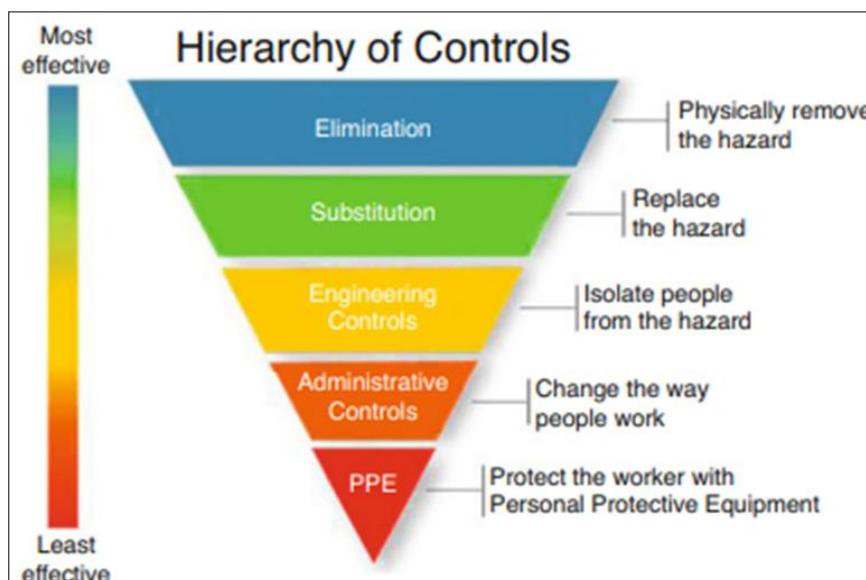 Most
effective
Hierarchy of Controls
Elimination
Physically remove
the hazard
Substitution
Replace
the hazard
Engineering
Controls
Isolate people
from the hazard
Administrative
Controls
Change the way
people work
PPE
Protect the worker with
Personal Protective Equipment
Least
effective